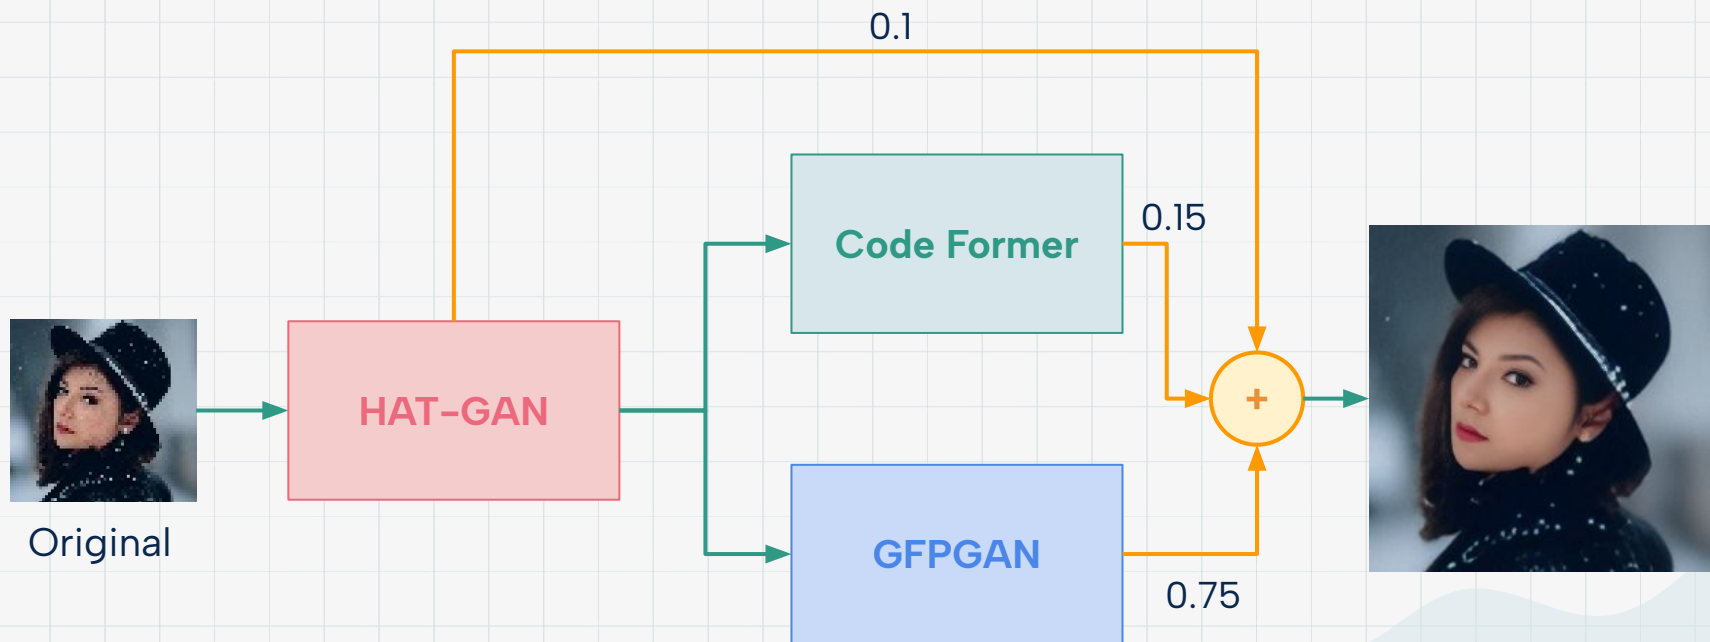 0.1
Code Former
0.15
HAT-GAN
+
Original
GFPGAN
0.75